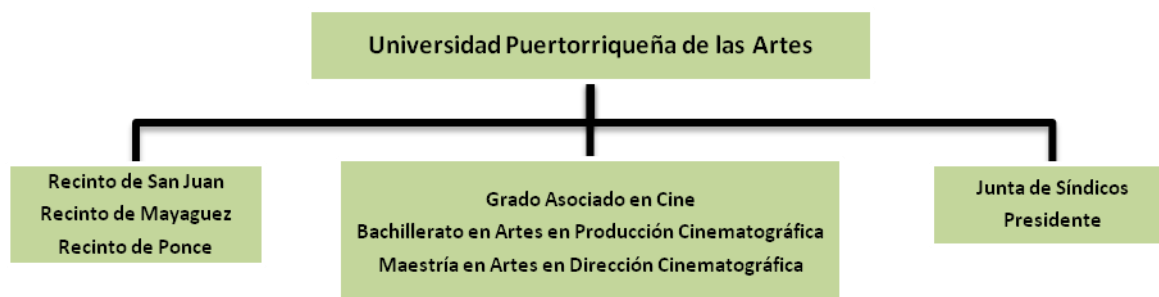 Universidad Puertorriqueña de las Artes
Recinto de San Juan
Recinto de Mayaguez
Recinto de Ponce
Grado Asociado en Cine
Bachillerato en Artes en Producción Cinematográfica
Maestría en Artes en Dirección Cinematográfica
Junta de Síndicos
Presidente